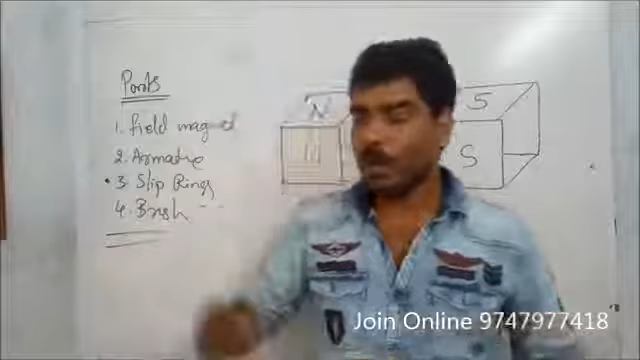 Parts
1. Field magnet
2. Armature
3. Slip Rings
4. Brush
N
S
S
Join Online 9747977418